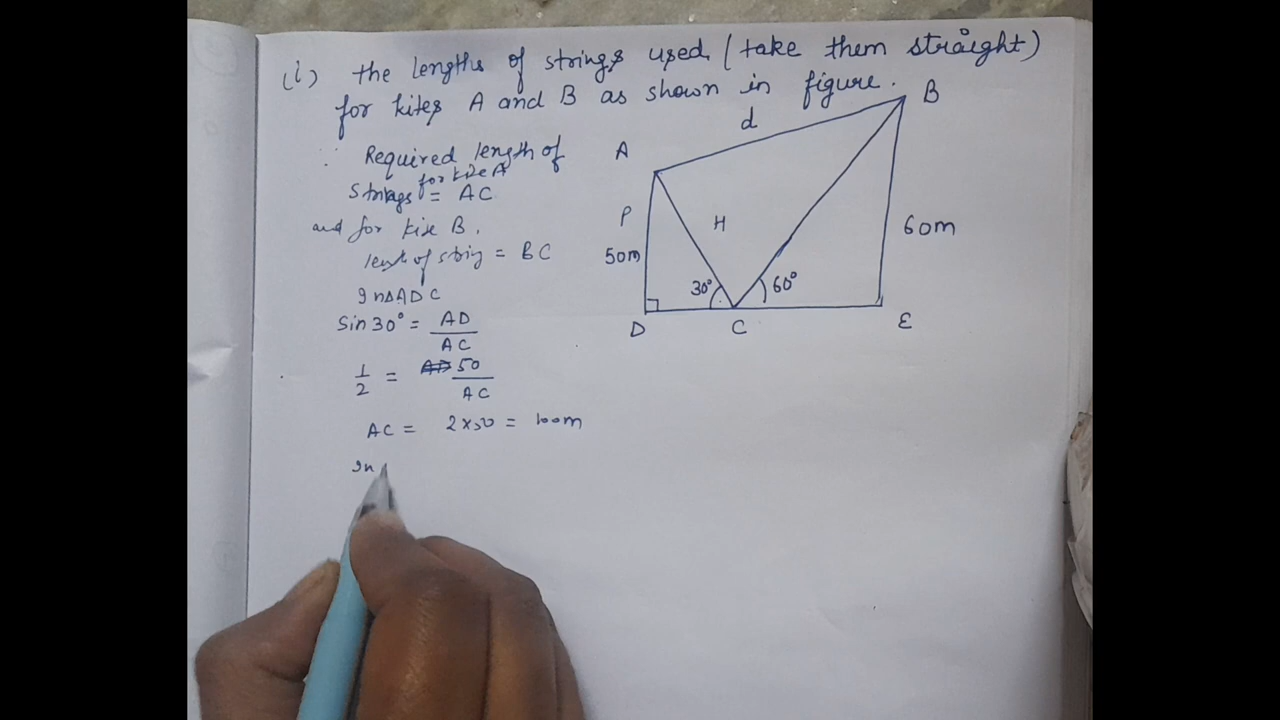 (i) the lengths of strings used (take them straight)
for kites A and B as shown in figure.
∴ Required length of
strings for kite A = AC
and for kite B.
length of string = BC
In ΔADC
Sin 30° = AD / AC
1/2 = 50 / AC
AC = 2×50 = 100m
In
A
B
d
P
H
50m
60m
30°
60°
D
C
E